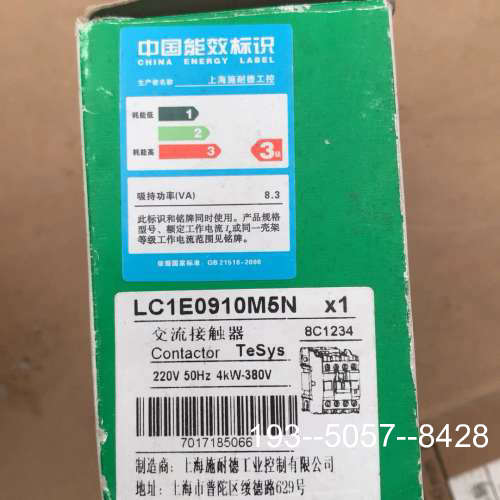 中国能效标识
CHINA ENERGY LABEL
生产者名称 上海施耐德工控
耗能低 1
2
耗能高 3 3级
吸持功率(VA) 8.3
此标识和铭牌同时使用。产品规格
型号、额定工作电流Ie或同一壳架
等级工作电流范围见铭牌。
依据国家标准：GB 21518-2008
LC1E0910M5N x1
交流接触器 8C1234
Contactor TeSys
220V 50Hz 4kW-380V
7017185066
193--5057--8428
制造商：上海施耐德工业控制有限公司
地址：上海市普陀区绥德路629号